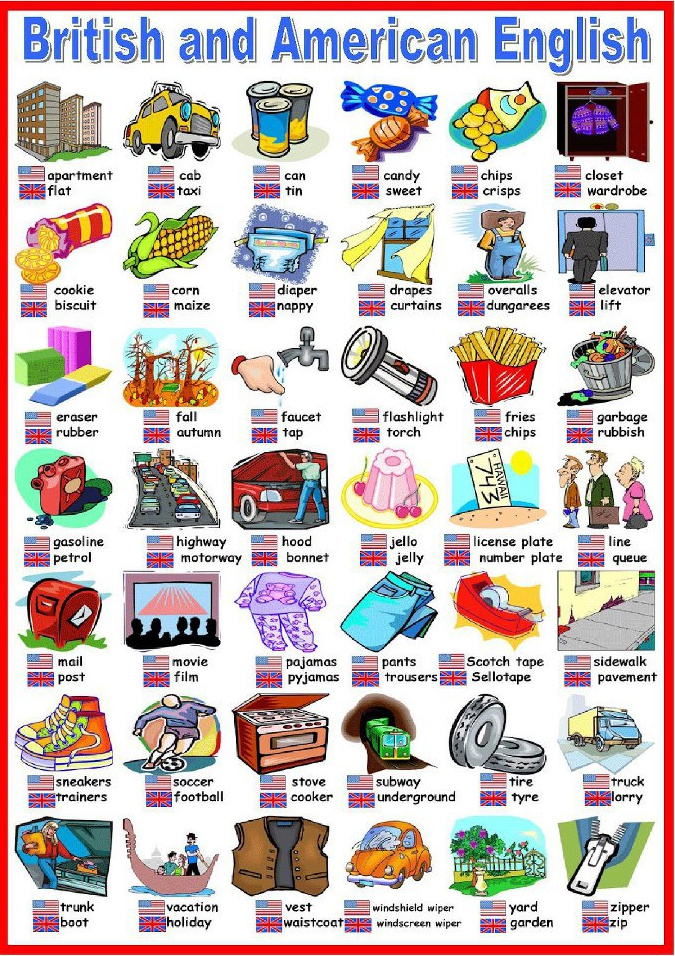 British and American English
apartment
flat
cab
taxi
can
tin
candy
sweet
chips
crisps
closet
wardrobe
cookie
biscuit
corn
maize
diaper
nappy
drapes
curtains
overalls
dungarees
elevator
lift
eraser
rubber
fall
autumn
faucet
tap
flashlight
torch
fries
chips
garbage
rubbish
gasoline
petrol
highway
motorway
hood
bonnet
jello
jelly
HAWAII
743
license plate
number plate
line
queue
mail
post
movie
film
pajamas
pyjamas
pants
trousers
Scotch tape
Sellotape
sidewalk
pavement
sneakers
trainers
soccer
football
stove
cooker
subway
underground
tire
tyre
truck
lorry
trunk
boot
vacation
holiday
vest
waistcoat
windshield wiper
windscreen wiper
yard
garden
zipper
zip